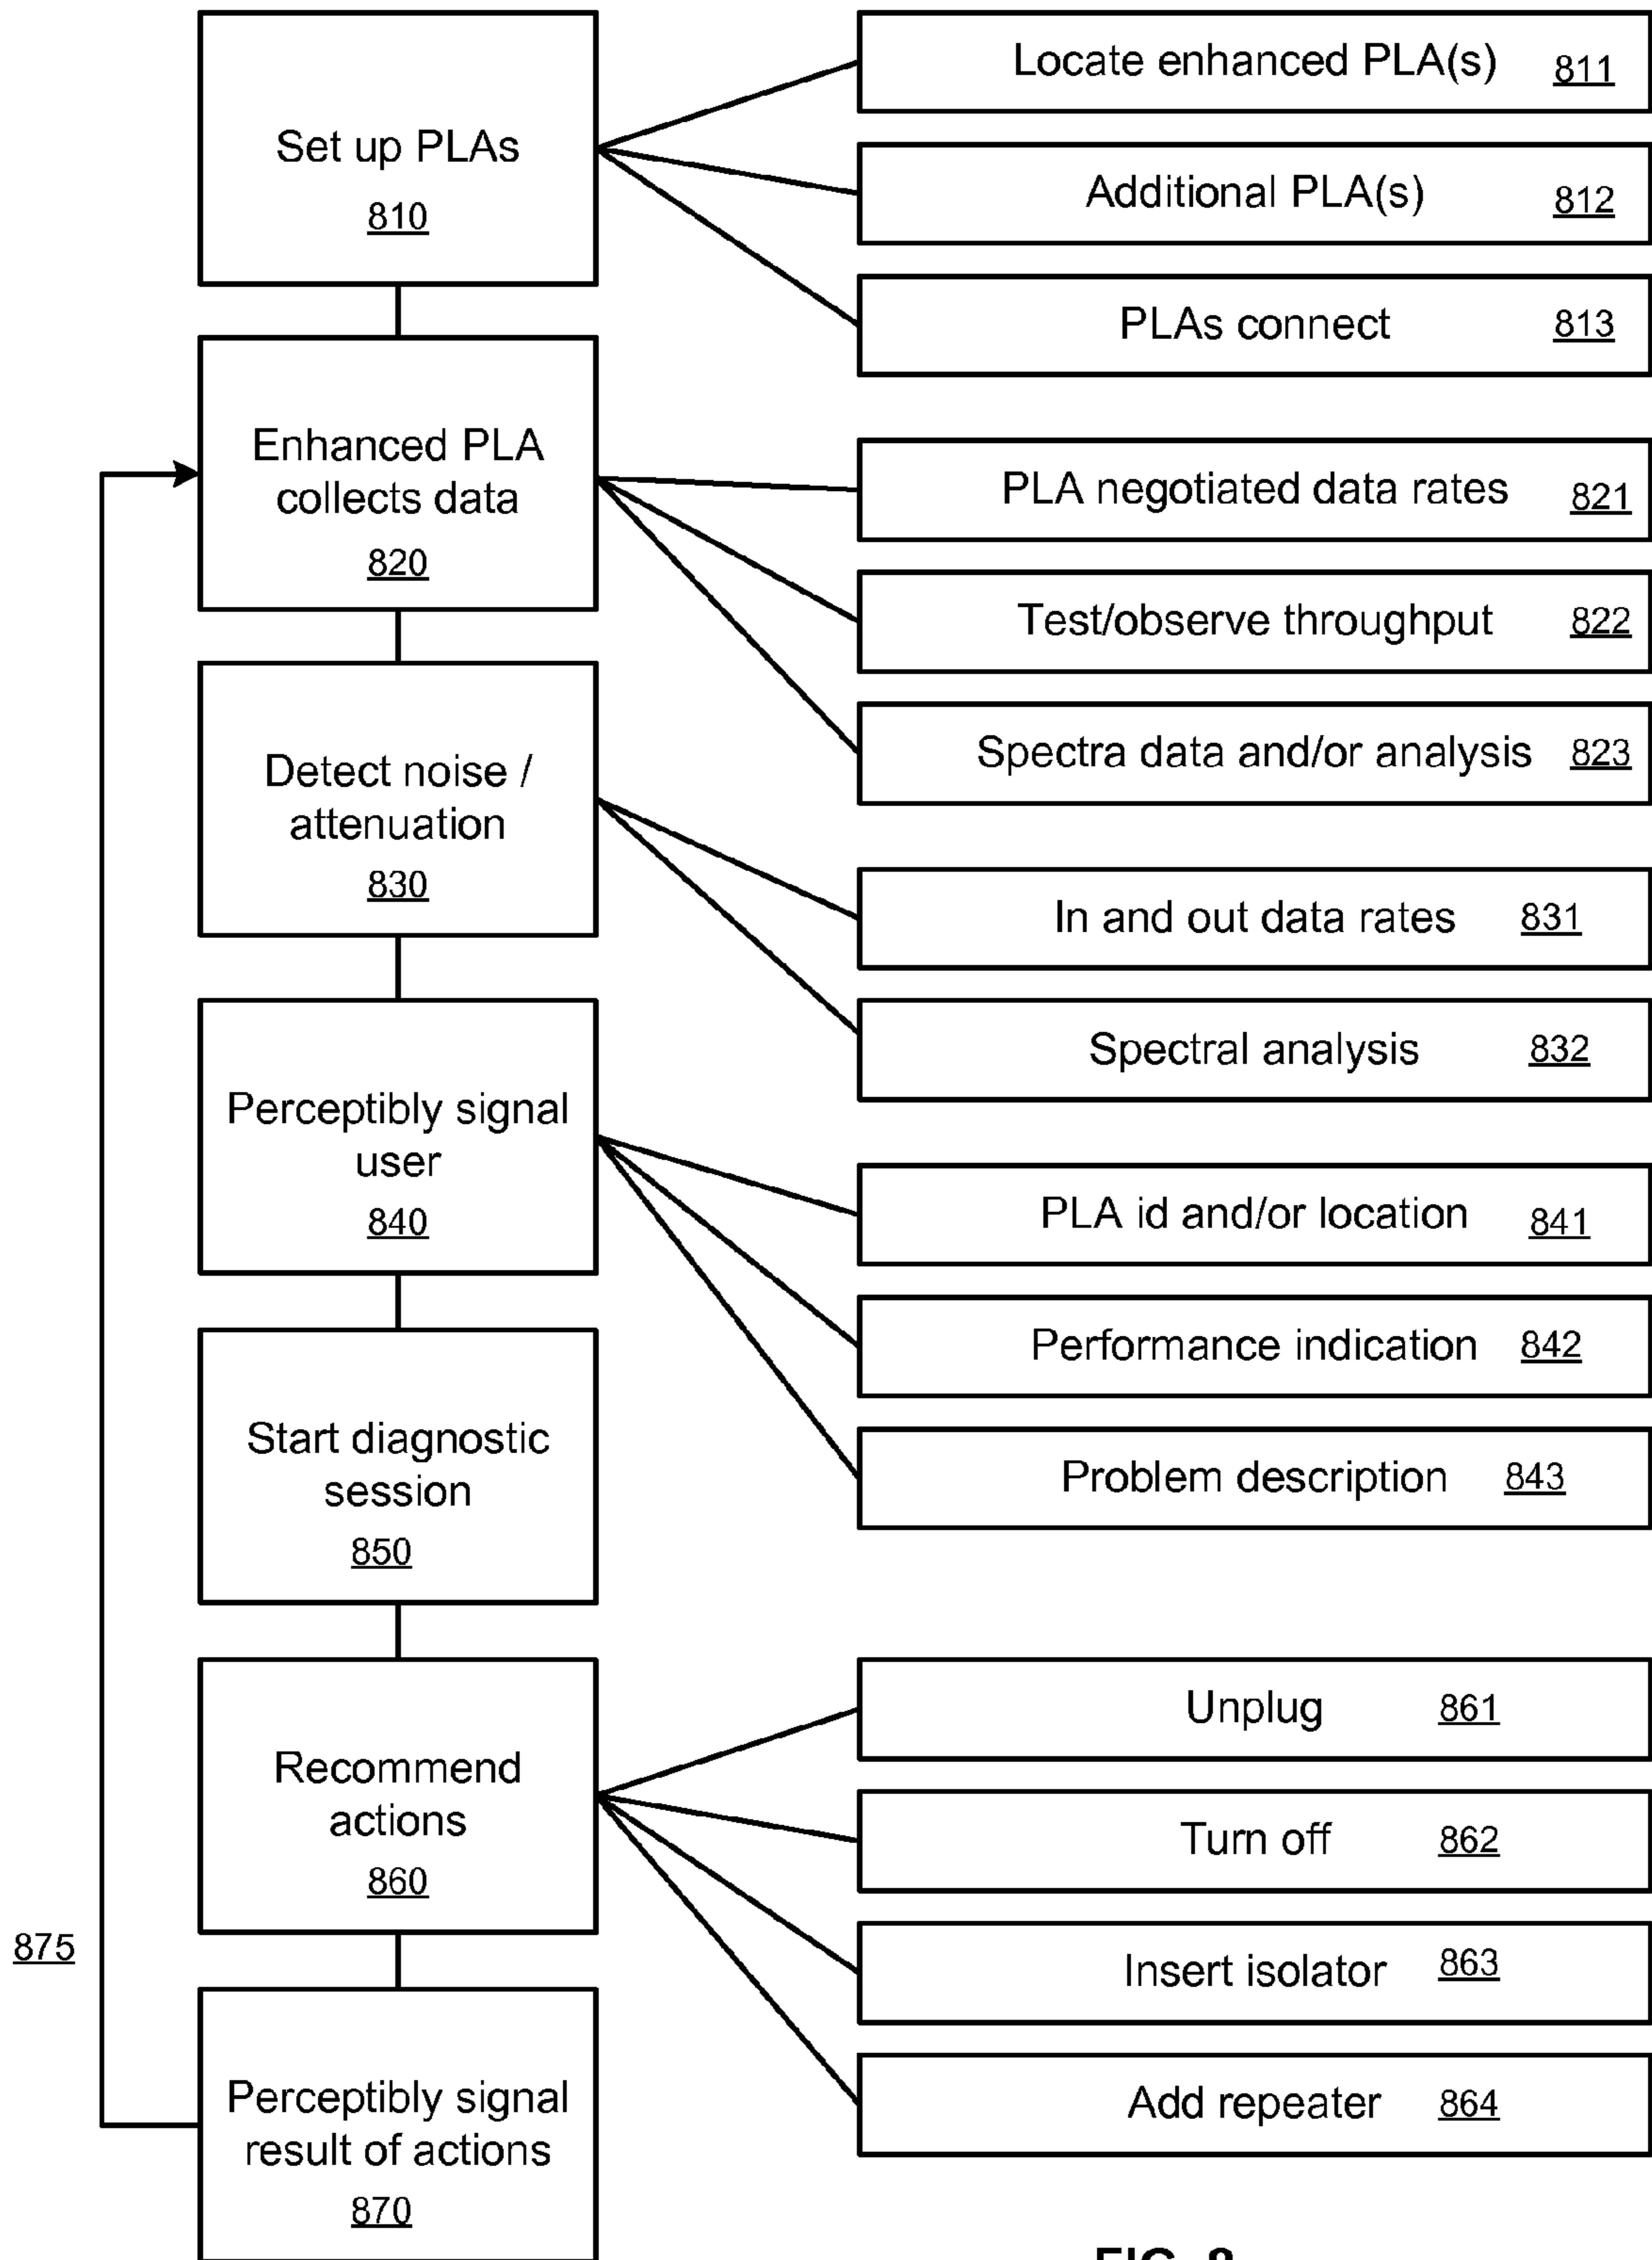 Set up PLAs
810
Locate enhanced PLA(s) 811
Additional PLA(s) 812
PLAs connect 813
Enhanced PLA
collects data
820
PLA negotiated data rates 821
Test/observe throughput 822
Spectra data and/or analysis 823
Detect noise /
attenuation
830
In and out data rates 831
Spectral analysis 832
Perceptibly signal
user
840
PLA id and/or location 841
Performance indication 842
Problem description 843
Start diagnostic
session
850
Recommend
actions
860
Unplug 861
Turn off 862
Insert isolator 863
Add repeater 864
875
Perceptibly signal
result of actions
870
FIG. 8